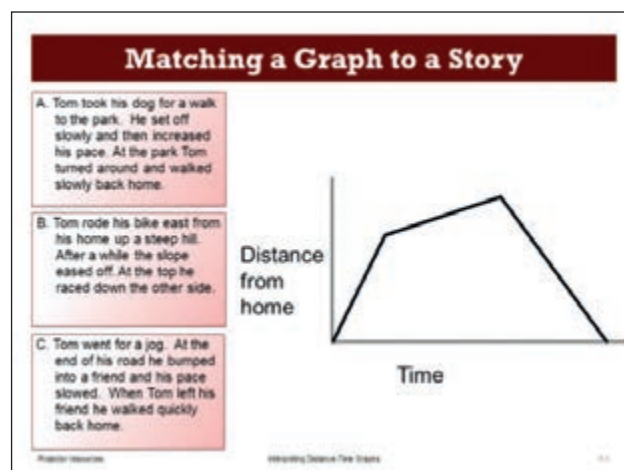 Matching a Graph to a Story
A. Tom took his dog for a walk
to the park. He set off
slowly and then increased
his pace. At the park Tom
turned around and walked
slowly back home.
B. Tom rode his bike east from
his home up a steep hill.
After a while the slope
eased off. At the top he
raced down the other side.
C. Tom went for a jog. At the
end of his road he bumped
into a friend and his pace
slowed. When Tom left his
friend he walked quickly
back home.
Distance
from
home
Time
Projector Resources
Interpreting Distance-Time Graphs